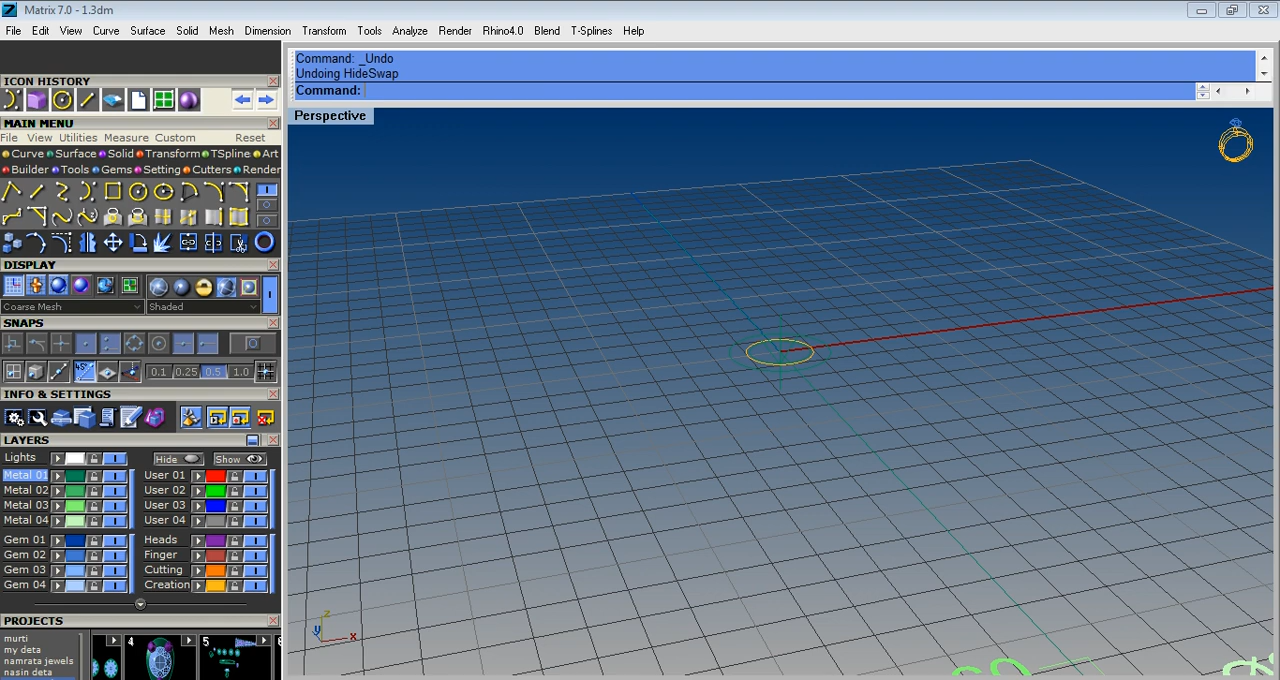 Matrix 7.0 - 1.3dm
File Edit View Curve Surface Solid Mesh Dimension Transform Tools Analyze Render Rhino4.0 Blend T-Splines Help
Command: _Undo
Undoing HideSwap
Command:
Perspective
ICON HISTORY
MAIN MENU
File View Utilities Measure Custom Reset
Curve Surface Solid Transform TSpline Art
Builder Tools Gems Setting Cutters Render
DISPLAY
Coarse Mesh Shaded
SNAPS
45°
0.1 0.25 0.5 1.0
INFO & SETTINGS
LAYERS
Lights Hide Show
Metal 01 User 01
Metal 02 User 02
Metal 03 User 03
Metal 04 User 04
Gem 01 Heads
Gem 02 Finger
Gem 03 Cutting
Gem 04 Creation
PROJECTS
murti
my deta
namrata jewels
nasin deta
4 5
z
y x